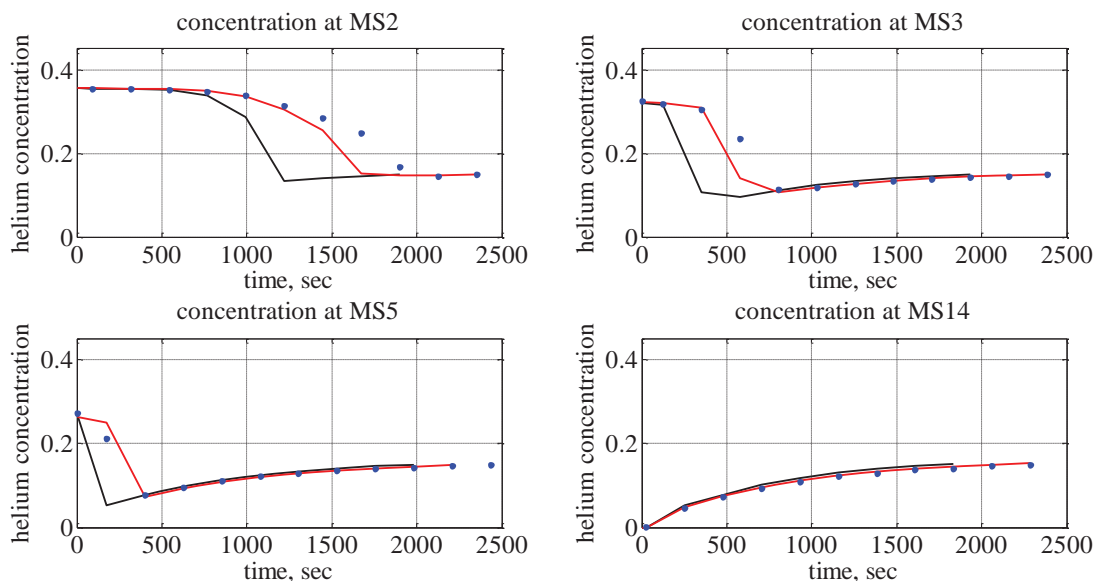 concentration at MS2
helium concentration
0.4
0.2
0
0 500 1000 1500 2000 2500
time, sec
concentration at MS3
helium concentration
0.4
0.2
0
0 500 1000 1500 2000 2500
time, sec
concentration at MS5
helium concentration
0.4
0.2
0
0 500 1000 1500 2000 2500
time, sec
concentration at MS14
helium concentration
0.4
0.2
0
0 500 1000 1500 2000 2500
time, sec